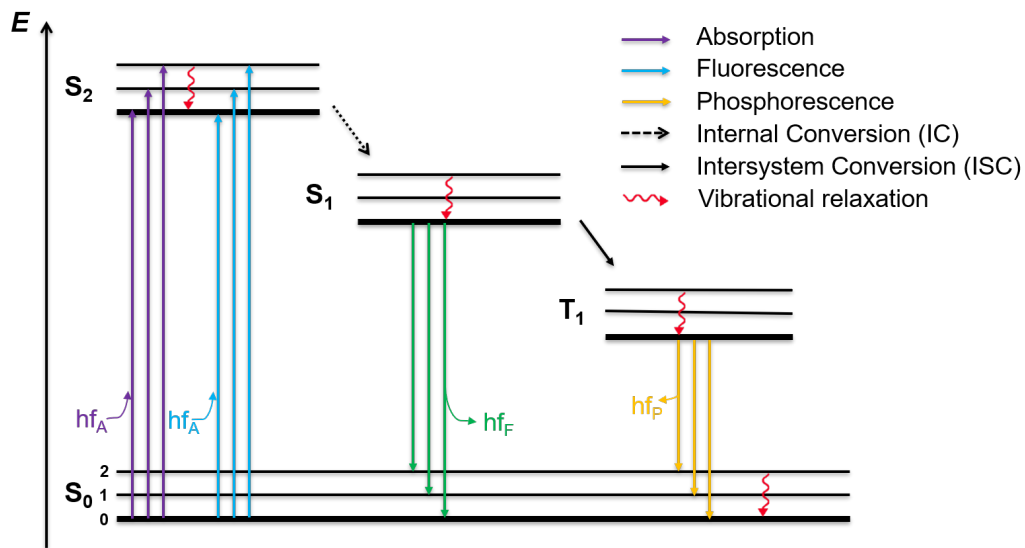 E
Absorption
Fluorescence
Phosphorescence
Internal Conversion (IC)
Intersystem Conversion (ISC)
Vibrational relaxation
S2
S1
T1
hfA
hfA
hfF
hfP
S0
2
1
0